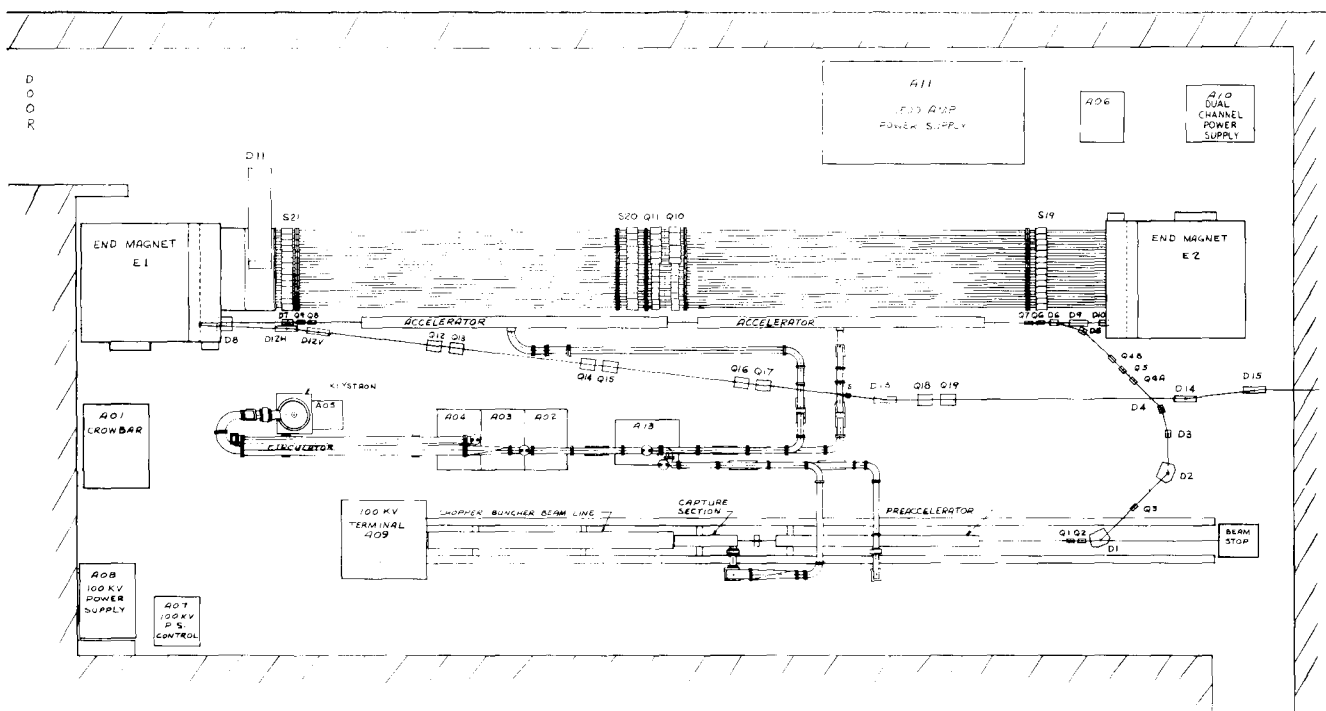 DOOR
A11
POWER SUPPLY
A06
A10
DUAL
CHANNEL
POWER
SUPPLY
D11
S21
S20 Q11 Q10
S19
END MAGNET
E1
END MAGNET
E2
D7 Q9 Q8
D8
D12H
D12V
ACCELERATOR
ACCELERATOR
Q7 Q6 D6 D9 D10
D5
Q12 Q13
Q14 Q15
Q16 Q17
S
D13
Q18 Q19
Q4B
Q5
Q4A
D4
D14
D15
D3
D2
Q3
KLYSTRON
A05
A01
CROWBAR
CIRCULATOR
A04 A03 A02
A13
100 KV
TERMINAL
A09
CHOPPER BUNCHER BEAM LINE
CAPTURE
SECTION
PREACCELERATOR
Q1 Q2
D1
BEAM
STOP
A08
100 KV
POWER
SUPPLY
A07
100 KV
P.S.
CONTROL